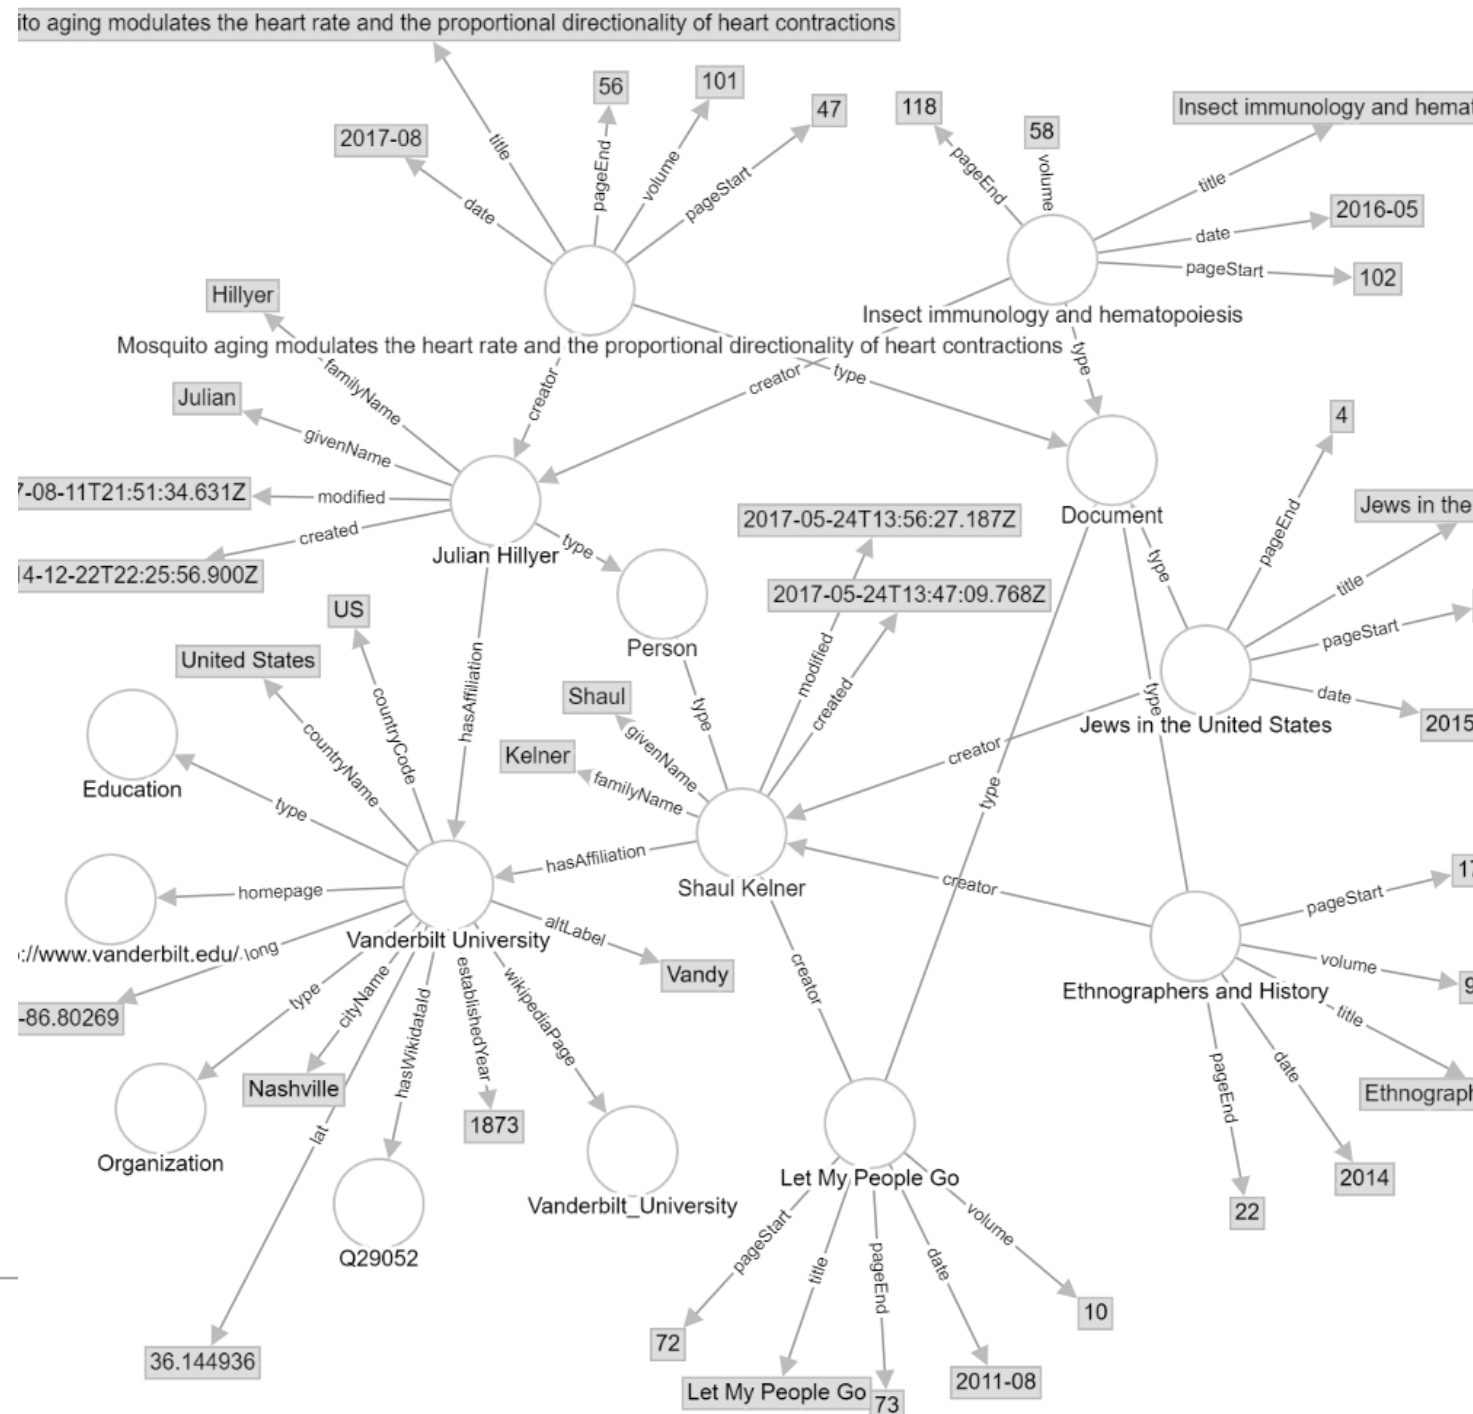 ito aging modulates the heart rate and the proportional directionality of heart contractions
56
101
47
118
58
Insect immunology and hemat
2017-08
title
pageEnd
volume
pageStart
pageEnd
volume
title
2016-05
date
date
pageStart
102
Hillyer
Insect immunology and hematopoiesis
Mosquito aging modulates the heart rate and the proportional directionality of heart contractions
familyName
creator
creator
type
type
Julian
givenName
4
7-08-11T21:51:34.631Z
modified
created
Document
2017-05-24T13:56:27.187Z
pageEnd
Jews in the
Julian Hillyer
type
type
title
4-12-22T22:25:56.900Z
2017-05-24T13:47:09.768Z
US
Person
pageStart
United States
hasAffiliation
modified
created
type
Shaul
givenName
type
date
Jews in the United States
2015
countryCode
countryName
Kelner
familyName
creator
Education
type
type
hasAffiliation
Shaul Kelner
creator
17
pageStart
homepage
altLabel
Vanderbilt University
://www.vanderbilt.edu/
long
Vandy
creator
volume
9
Ethnographers and History
title
-86.80269
type
cityName
hasWikidataId
establishedYear
wikipediaPage
pageEnd
date
Nashville
1873
Ethnograph
lat
Organization
Let My People Go
2014
Vanderbilt_University
22
Q29052
pageStart
title
pageEnd
date
volume
10
72
36.144936
Let My People Go
73
2011-08